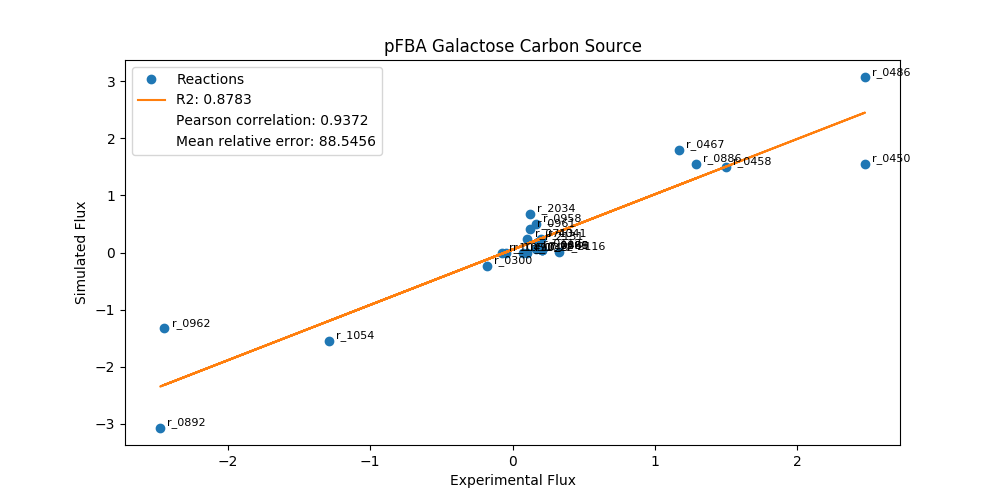 pFBA Galactose Carbon Source
Reactions
R2: 0.8783
Pearson correlation: 0.9372
Mean relative error: 88.5456
Simulated Flux
3
2
1
0
−1
−2
−3
r_0486
r_0467
r_0886
r_0458
r_0450
r_2034
r_0958
r_0961
r_0300
r_0962
r_1054
r_0892
−2
−1
0
1
2
Experimental Flux